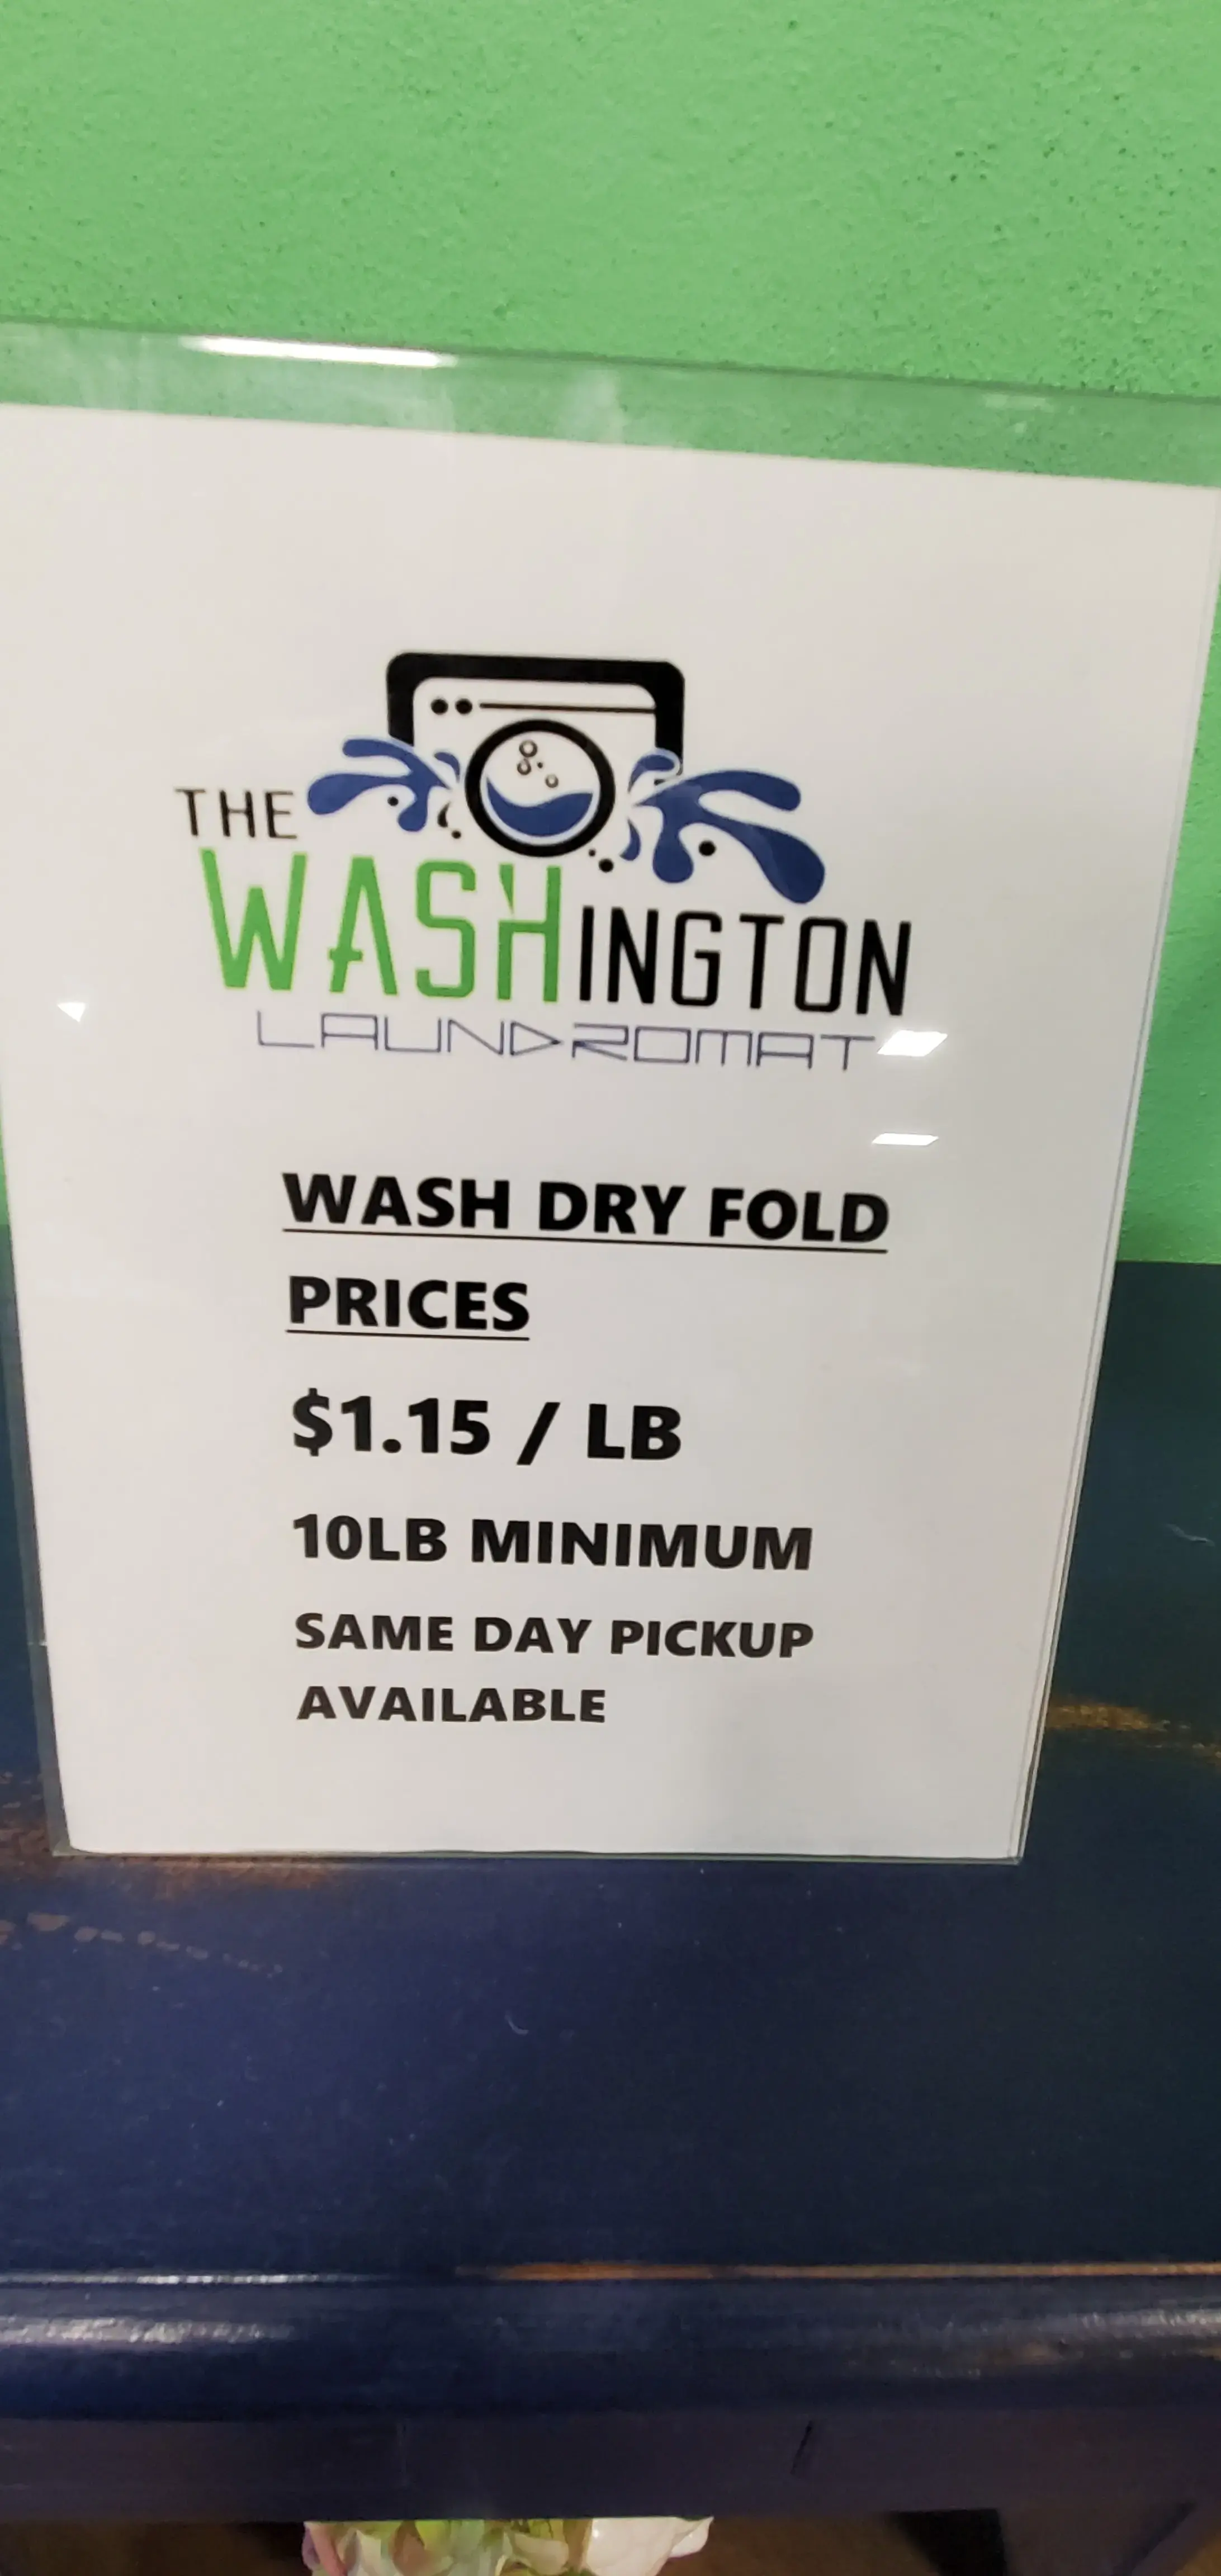 THE
WASHINGTON
LAUNDROMAT
WASH DRY FOLD
PRICES
$1.15 / LB
10LB MINIMUM
SAME DAY PICKUP
AVAILABLE